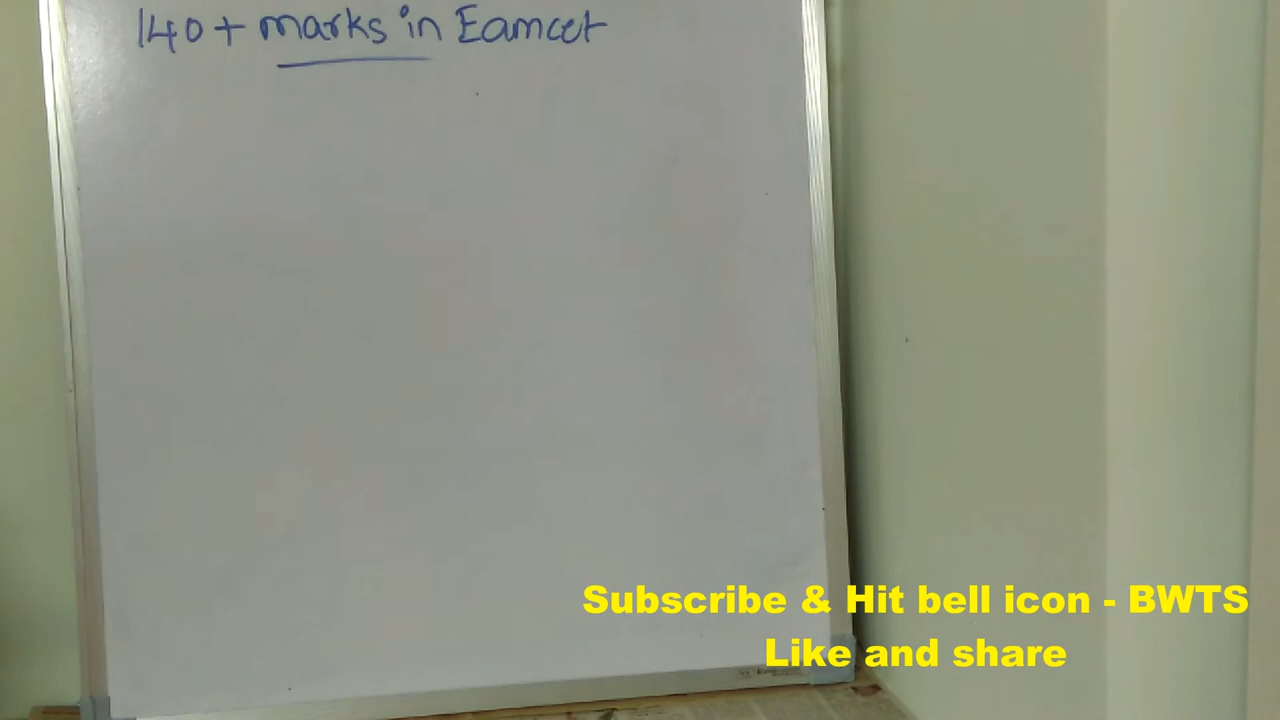 140+ marks in Eamcet
Subscribe & Hit bell icon - BWTS
Like and share